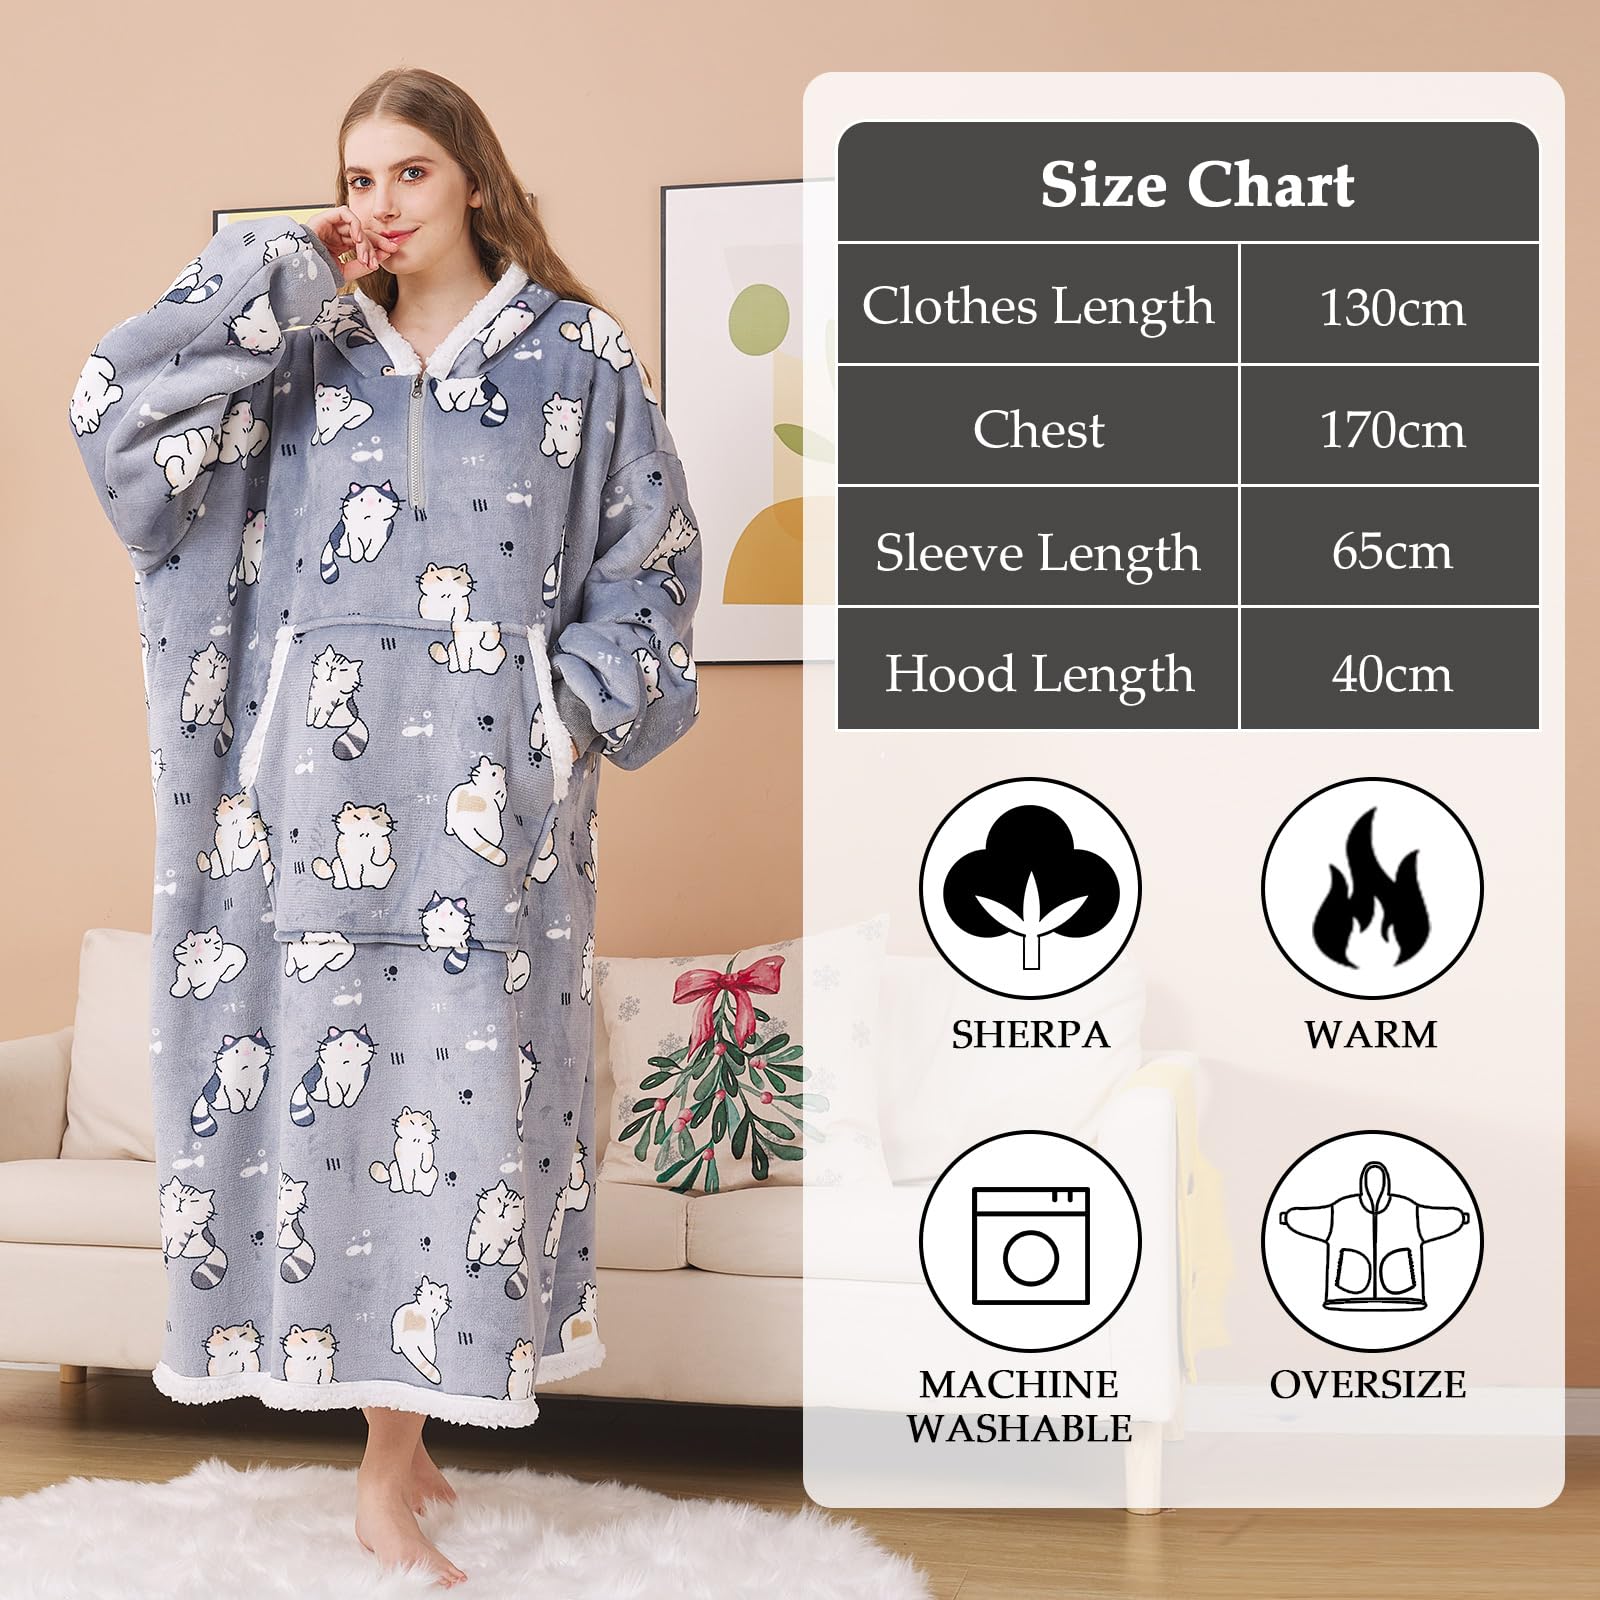 Size Chart
Clothes Length 130cm
Chest 170cm
Sleeve Length 65cm
Hood Length 40cm
SHERPA
WARM
MACHINE
WASHABLE
OVERSIZE